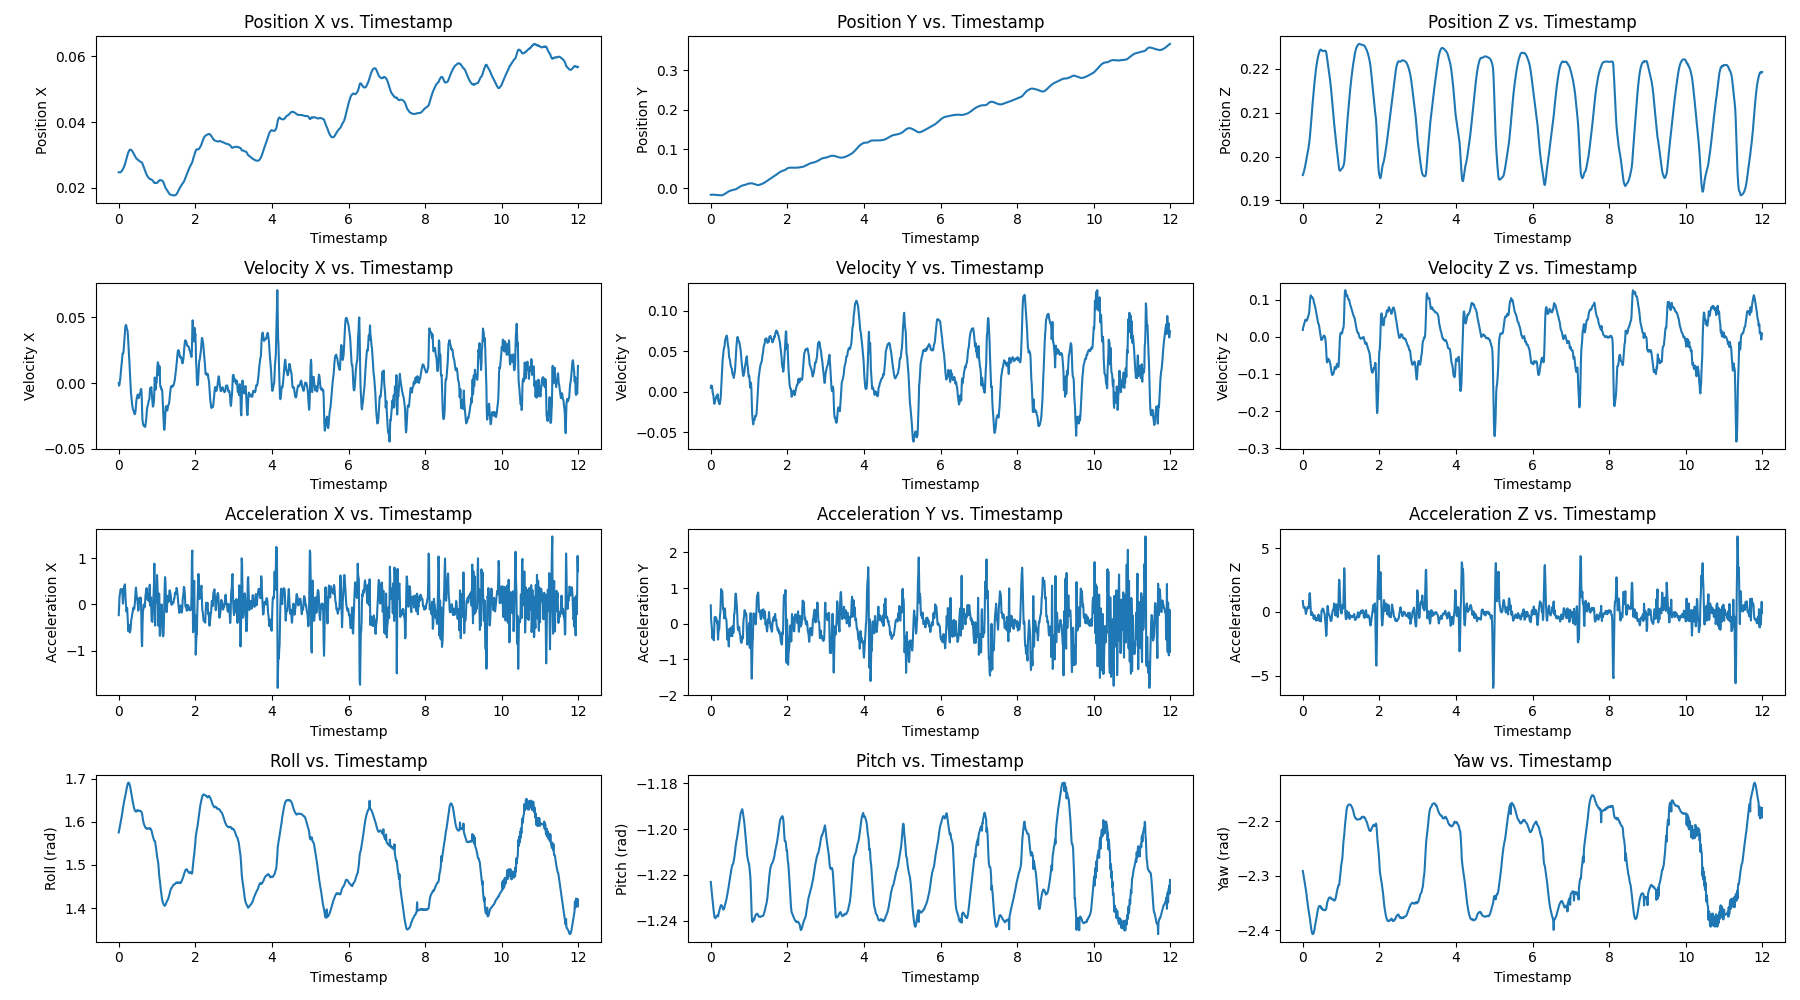 Position X vs. Timestamp
Position X
0.06
0.04
0.02
0 2 4 6 8 10 12
Timestamp
Position Y vs. Timestamp
Position Y
0.3
0.2
0.1
0.0
0 2 4 6 8 10 12
Timestamp
Position Z vs. Timestamp
Position Z
0.22
0.21
0.20
0.19
0 2 4 6 8 10 12
Timestamp
Velocity X vs. Timestamp
Velocity X
0.05
0.00
−0.05
0 2 4 6 8 10 12
Timestamp
Velocity Y vs. Timestamp
Velocity Y
0.10
0.05
0.00
−0.05
0 2 4 6 8 10 12
Timestamp
Velocity Z vs. Timestamp
Velocity Z
0.1
0.0
−0.1
−0.2
−0.3
0 2 4 6 8 10 12
Timestamp
Acceleration X vs. Timestamp
Acceleration X
1
0
−1
0 2 4 6 8 10 12
Timestamp
Acceleration Y vs. Timestamp
Acceleration Y
2
1
0
−1
−2
0 2 4 6 8 10 12
Timestamp
Acceleration Z vs. Timestamp
Acceleration Z
5
0
−5
0 2 4 6 8 10 12
Timestamp
Roll vs. Timestamp
Roll (rad)
1.7
1.6
1.5
1.4
0 2 4 6 8 10 12
Timestamp
Pitch vs. Timestamp
Pitch (rad)
−1.18
−1.20
−1.22
−1.24
0 2 4 6 8 10 12
Timestamp
Yaw vs. Timestamp
Yaw (rad)
−2.2
−2.3
−2.4
0 2 4 6 8 10 12
Timestamp